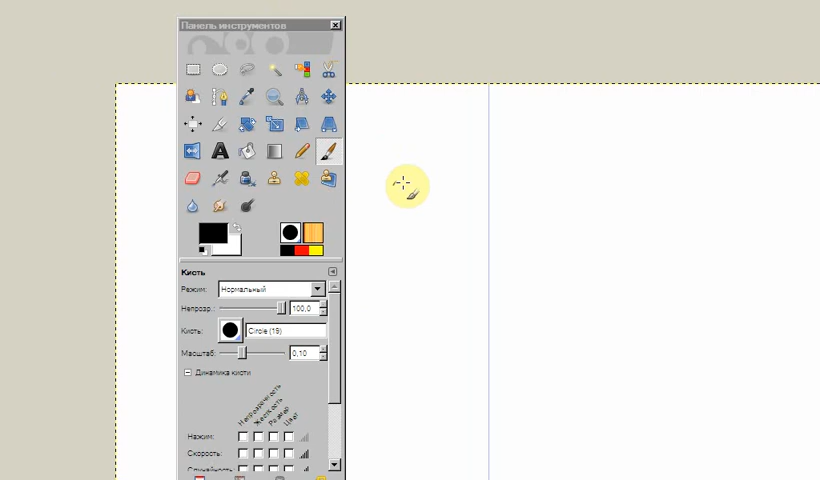 Панель инструментов
Кисть
Режим: Нормальный
Непрозр.: 100,0
Кисть: Circle (19)
Масштаб: 0,10
Динамика кисти
Непрозрачность
Жесткость
Размер
Цвет
Нажим:
Скорость: